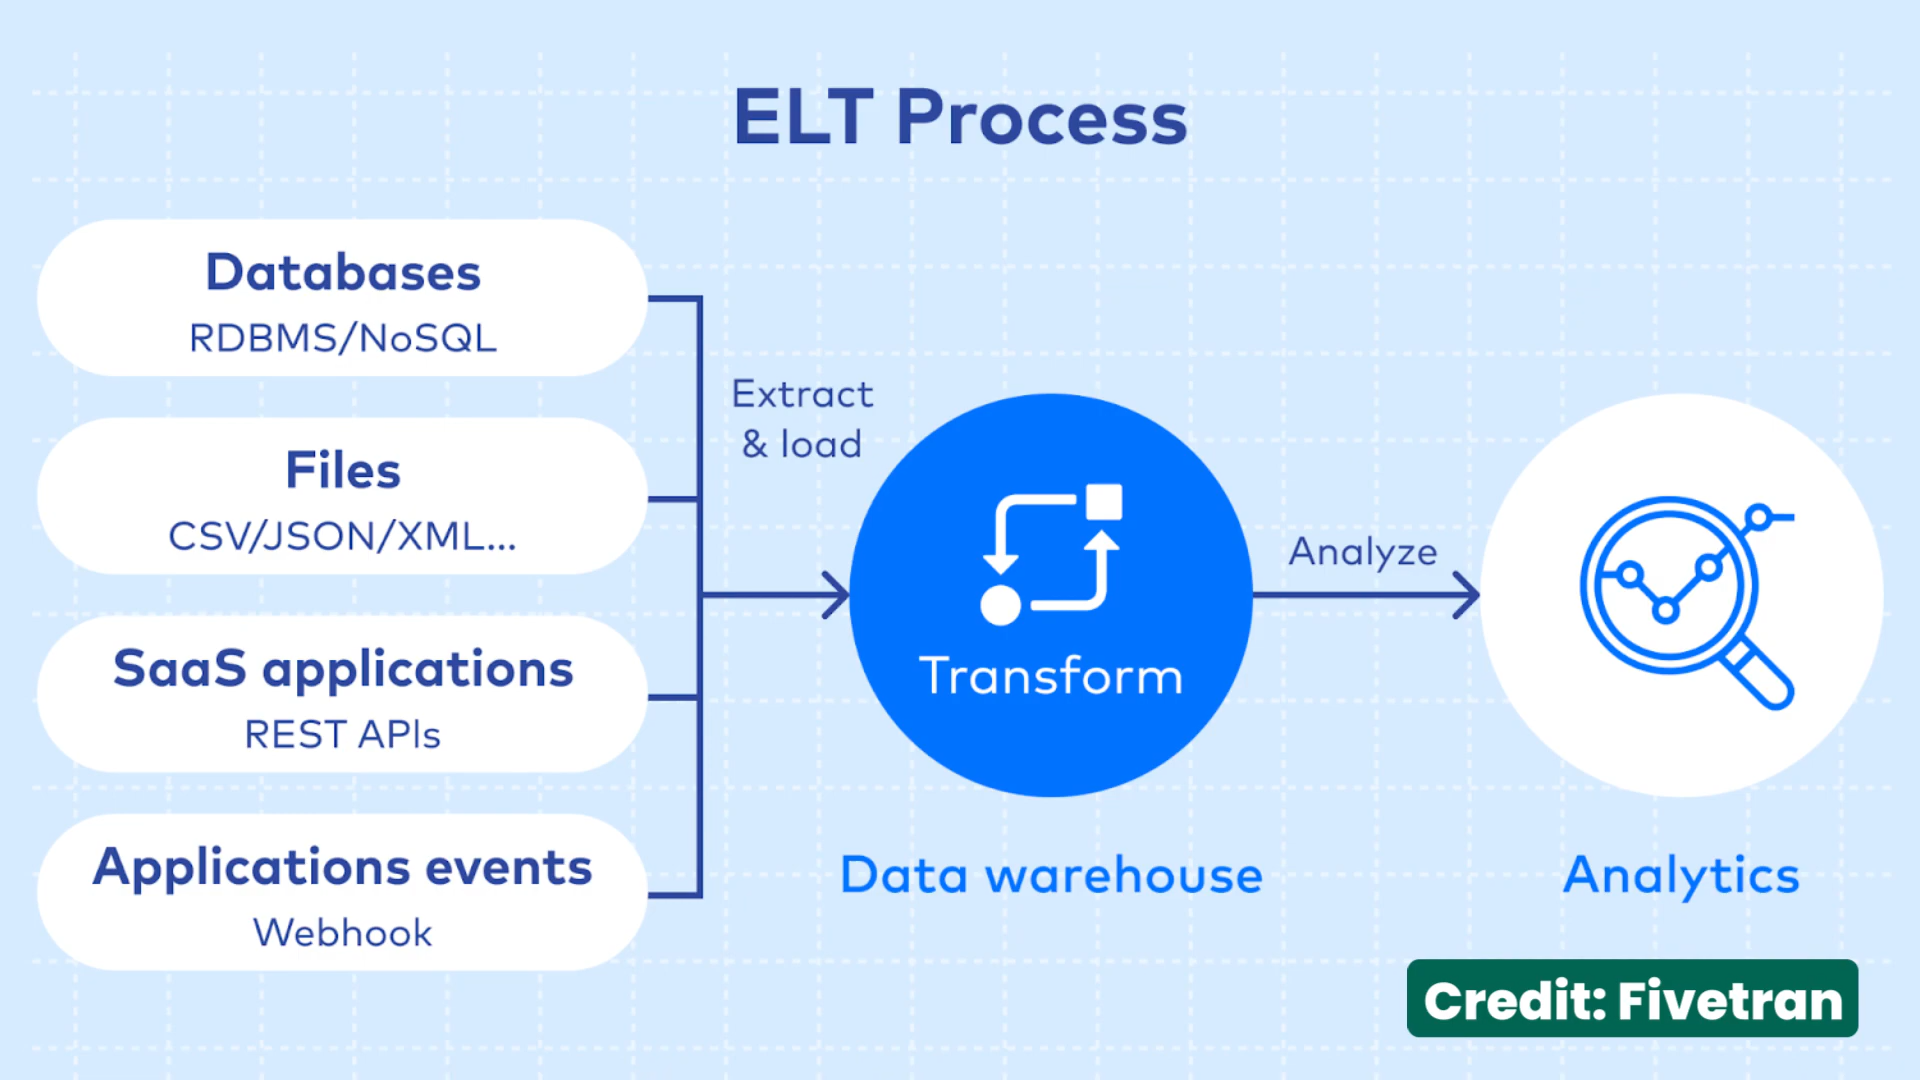 ELT Process
Databases
RDBMS/NoSQL
Files
CSV/JSON/XML...
SaaS applications
REST APIs
Applications events
Webhook
Extract
& load
Transform
Data warehouse
Analyze
Analytics
Credit: Fivetran